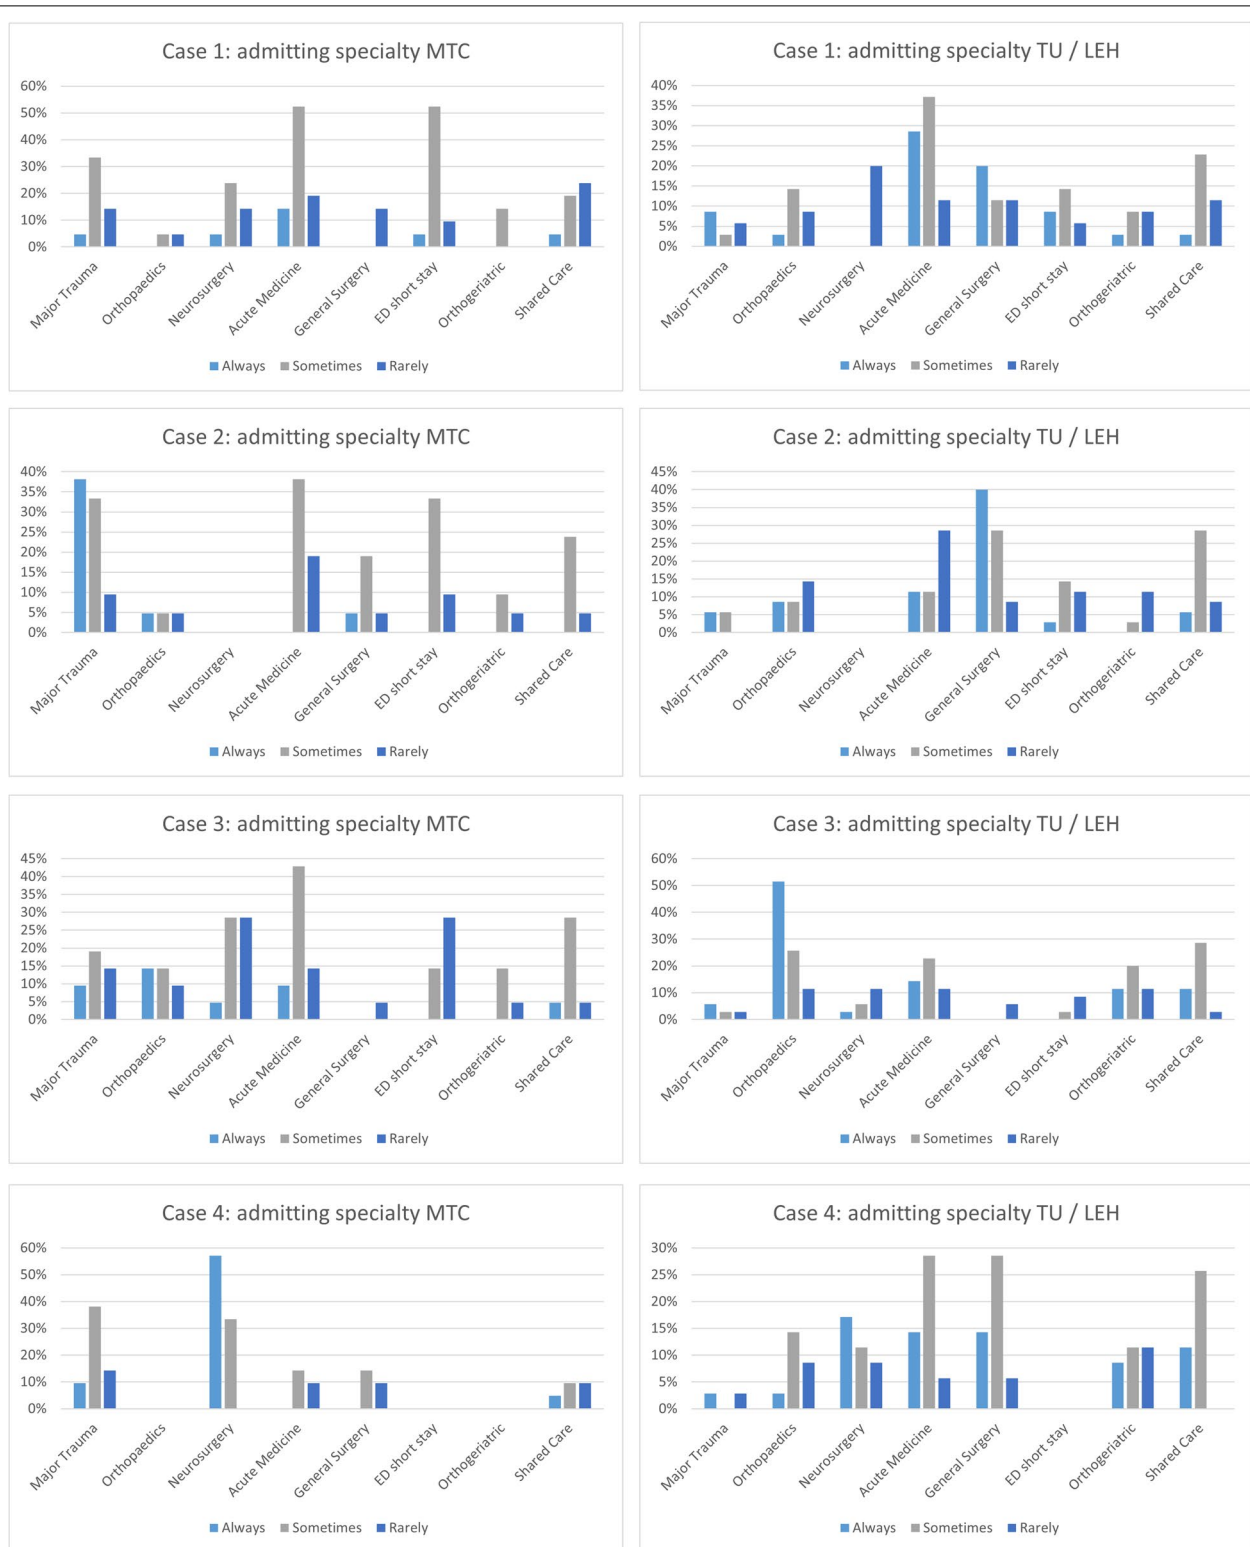 Case 1: admitting specialty MTC
60%
50%
40%
30%
20%
10%
0%
Major Trauma
Orthopaedics
Neurosurgery
Acute Medicine
General Surgery
ED short stay
Orthogeriatric
Shared Care
Always Sometimes Rarely
Case 1: admitting specialty TU / LEH
40%
35%
30%
25%
20%
15%
10%
5%
0%
Major Trauma
Orthopaedics
Neurosurgery
Acute Medicine
General Surgery
ED short stay
Orthogeriatric
Shared Care
Always Sometimes Rarely
Case 2: admitting specialty MTC
40%
35%
30%
25%
20%
15%
10%
5%
0%
Major Trauma
Orthopaedics
Neurosurgery
Acute Medicine
General Surgery
ED short stay
Orthogeriatric
Shared Care
Always Sometimes Rarely
Case 2: admitting specialty TU / LEH
45%
40%
35%
30%
25%
20%
15%
10%
5%
0%
Major Trauma
Orthopaedics
Neurosurgery
Acute Medicine
General Surgery
ED short stay
Orthogeriatric
Shared Care
Always Sometimes Rarely
Case 3: admitting specialty MTC
45%
40%
35%
30%
25%
20%
15%
10%
5%
0%
Major Trauma
Orthopaedics
Neurosurgery
Acute Medicine
General Surgery
ED short stay
Orthogeriatric
Shared Care
Always Sometimes Rarely
Case 3: admitting specialty TU / LEH
60%
50%
40%
30%
20%
10%
0%
Major Trauma
Orthopaedics
Neurosurgery
Acute Medicine
General Surgery
ED short stay
Orthogeriatric
Shared Care
Always Sometimes Rarely
Case 4: admitting specialty MTC
60%
50%
40%
30%
20%
10%
0%
Major Trauma
Orthopaedics
Neurosurgery
Acute Medicine
General Surgery
ED short stay
Orthogeriatric
Shared Care
Always Sometimes Rarely
Case 4: admitting specialty TU / LEH
30%
25%
20%
15%
10%
5%
0%
Major Trauma
Orthopaedics
Neurosurgery
Acute Medicine
General Surgery
ED short stay
Orthogeriatric
Shared Care
Always Sometimes Rarely